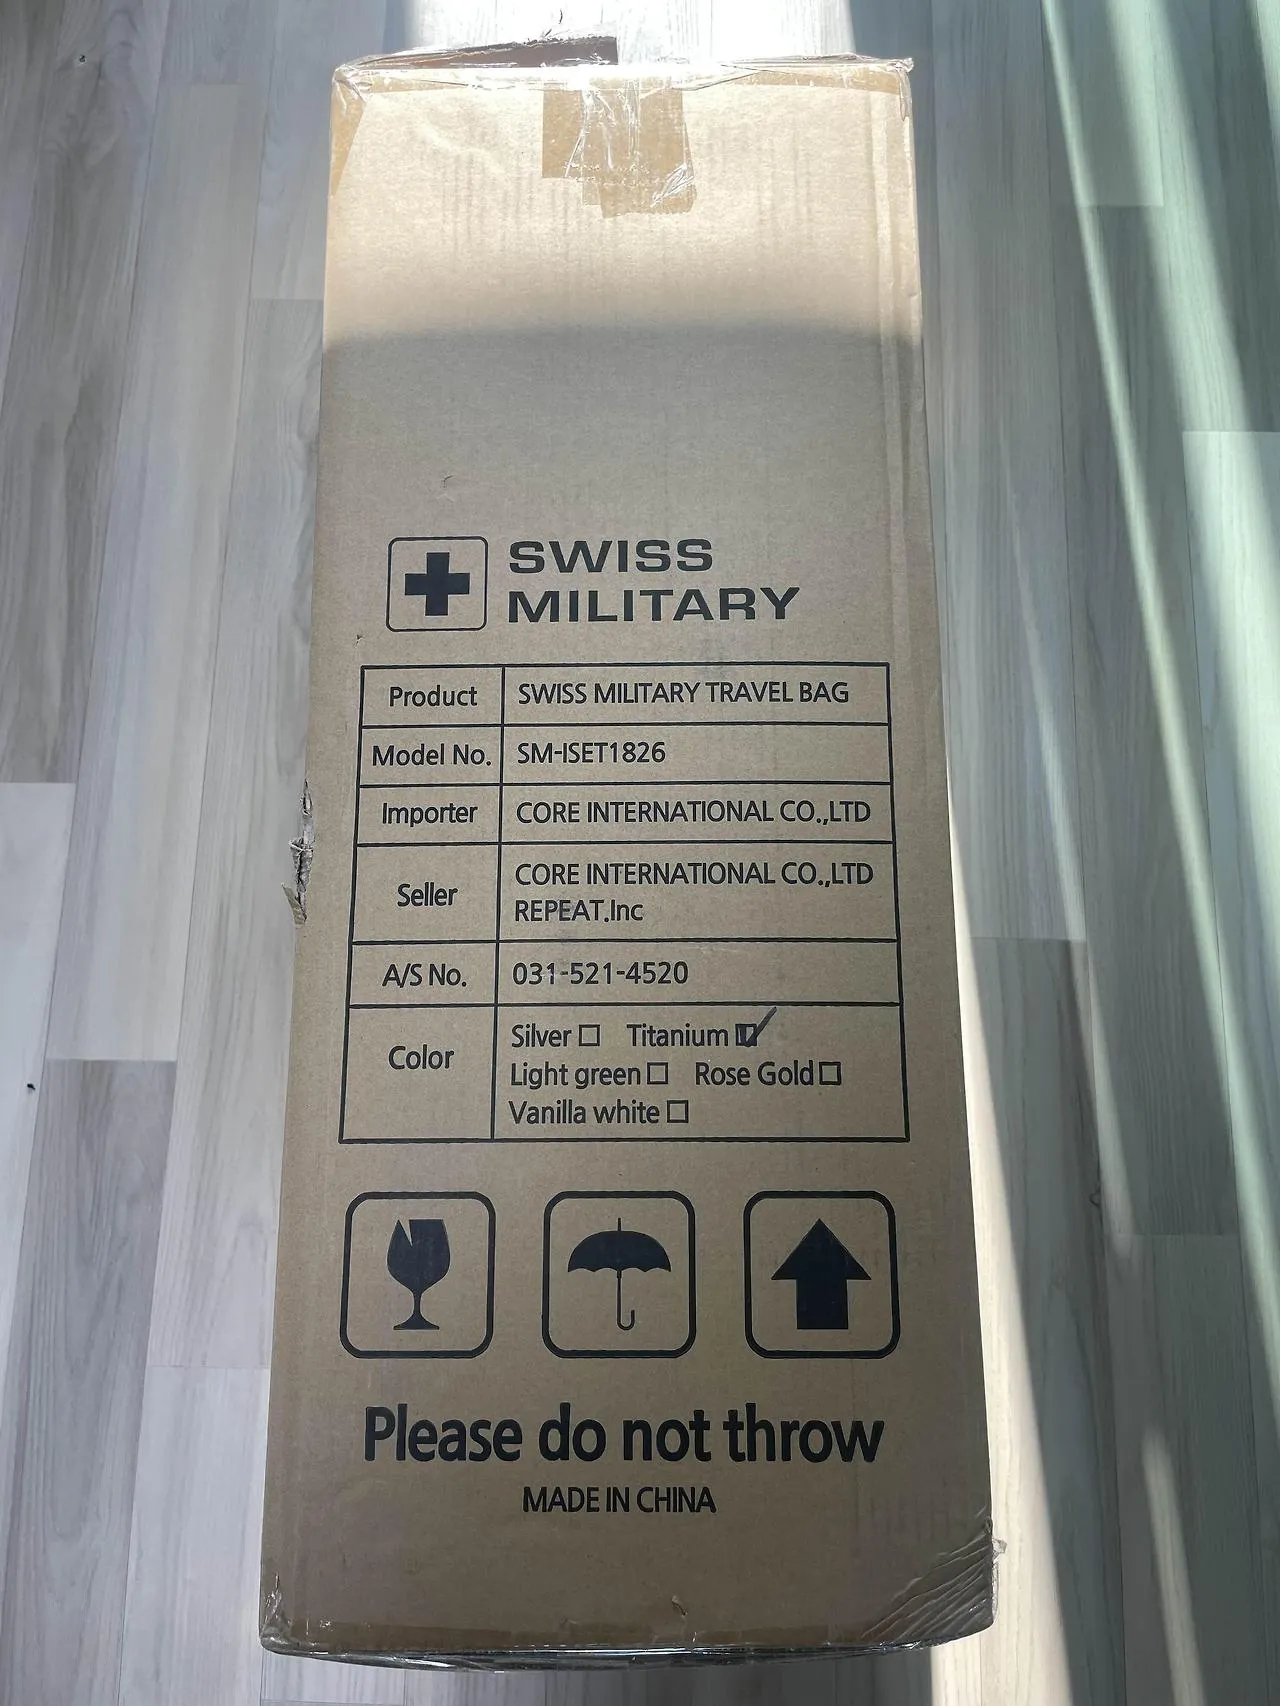 SWISS
MILITARY
Product SWISS MILITARY TRAVEL BAG
Model No. SM-ISET1826
Importer CORE INTERNATIONAL CO.,LTD
Seller CORE INTERNATIONAL CO.,LTD
REPEAT.Inc
A/S No. 031-521-4520
Color Silver □ Titanium ☑
Light green □ Rose Gold □
Vanilla white □
Please do not throw
MADE IN CHINA